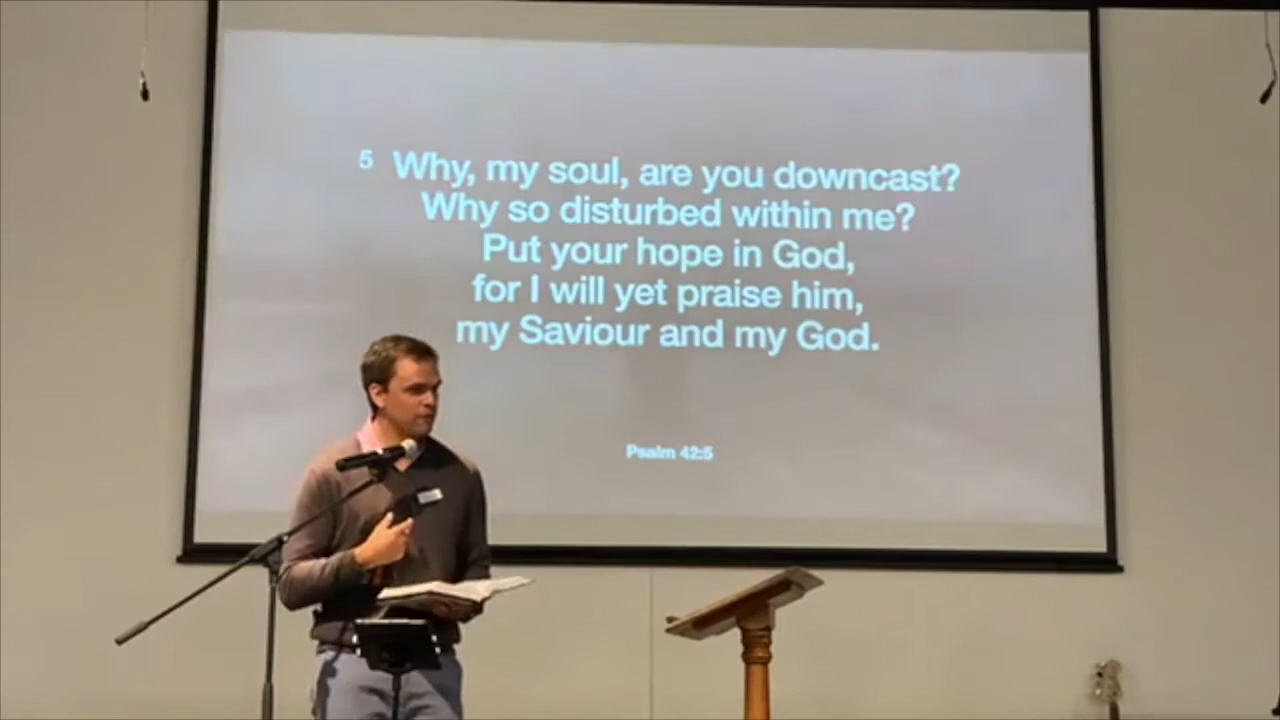 5 Why, my soul, are you downcast?
Why so disturbed within me?
Put your hope in God,
for I will yet praise him,
my Saviour and my God.
Psalm 42:5